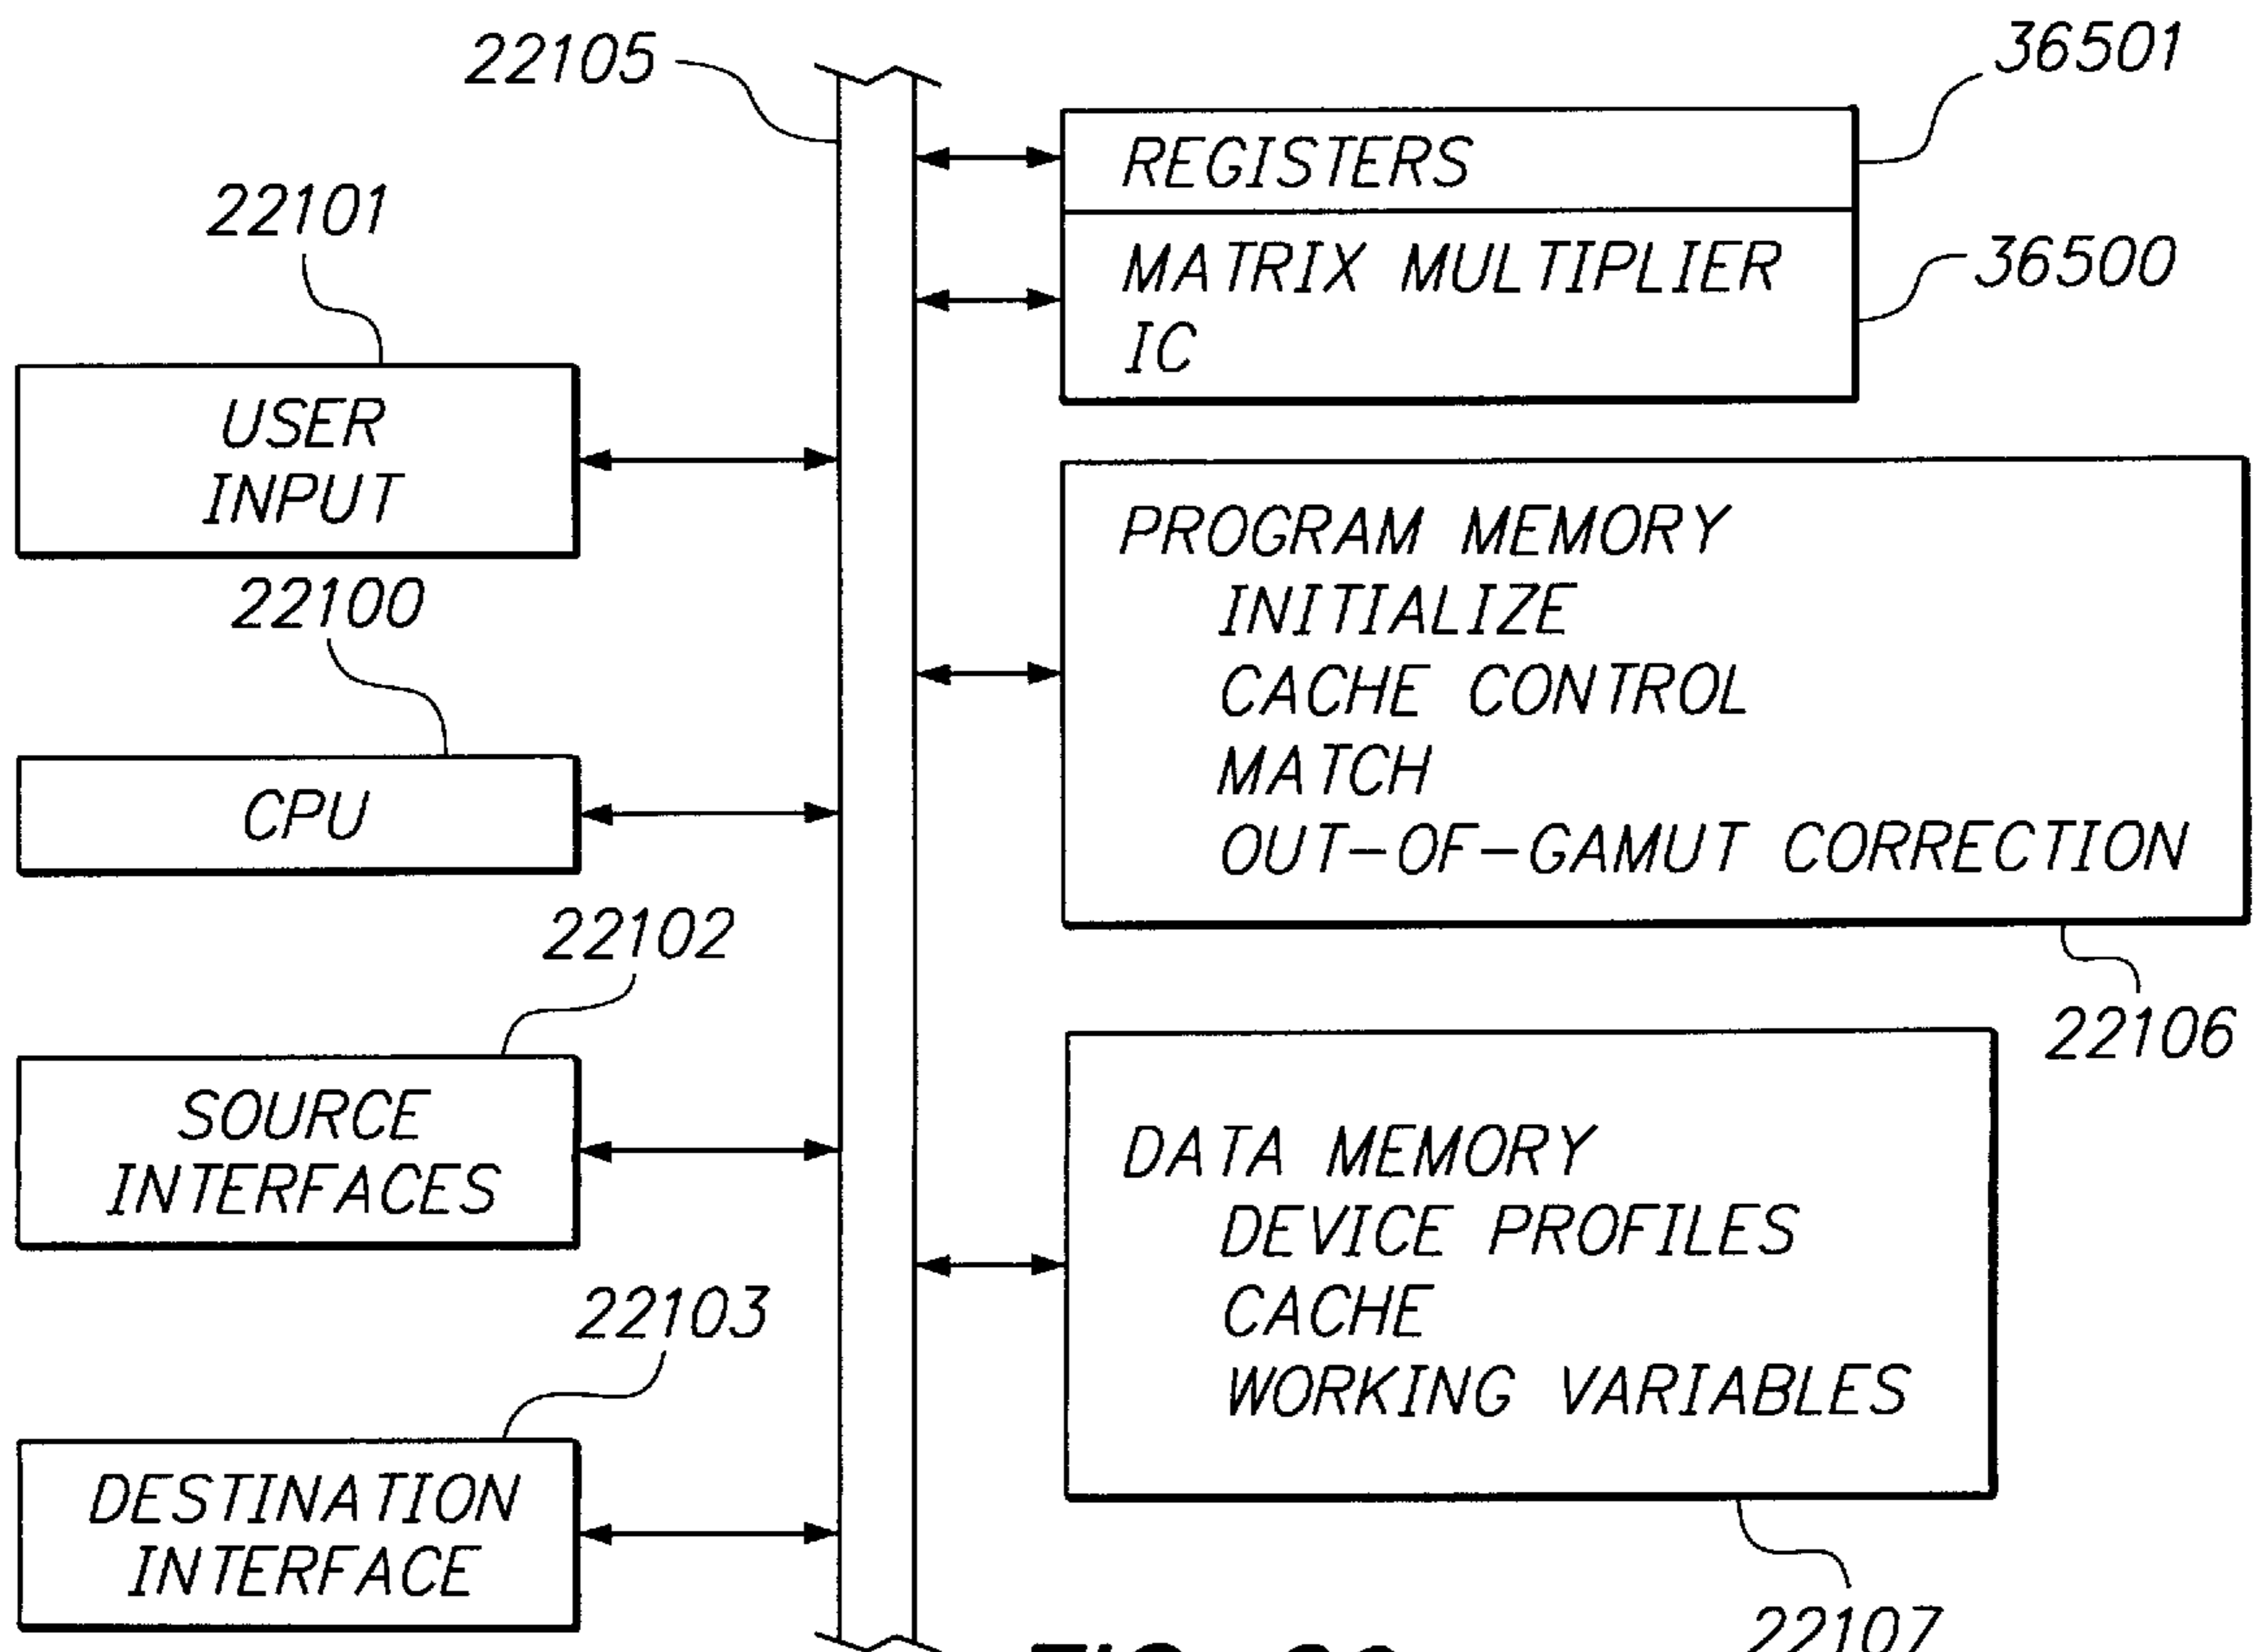 22105
36501
REGISTERS
22101
MATRIX MULTIPLIER
IC
36500
USER
INPUT
PROGRAM MEMORY
INITIALIZE
CACHE CONTROL
MATCH
OUT-OF-GAMUT CORRECTION
22100
CPU
22102
22106
SOURCE
INTERFACES
DATA MEMORY
DEVICE PROFILES
CACHE
WORKING VARIABLES
22103
DESTINATION
INTERFACE
22107